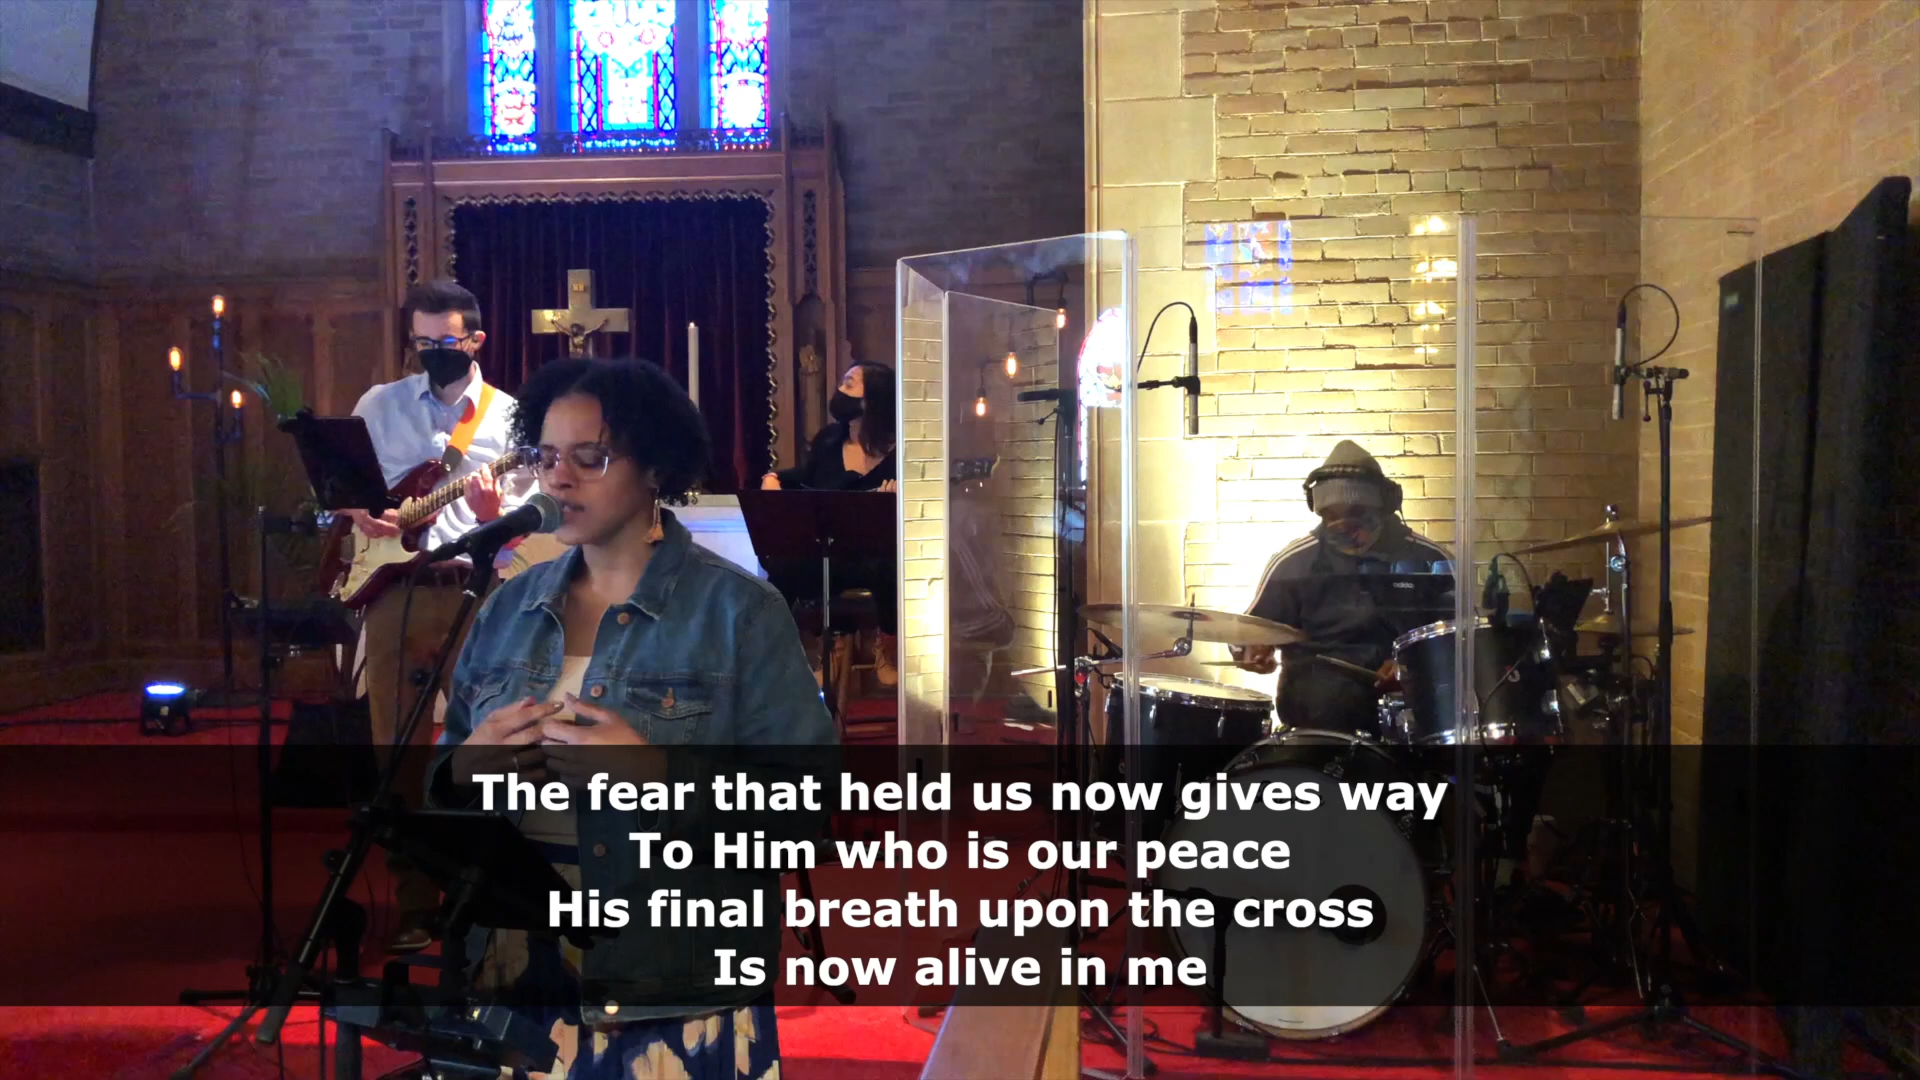 The fear that held us now gives way
To Him who is our peace
His final breath upon the cross
Is now alive in me
adidas